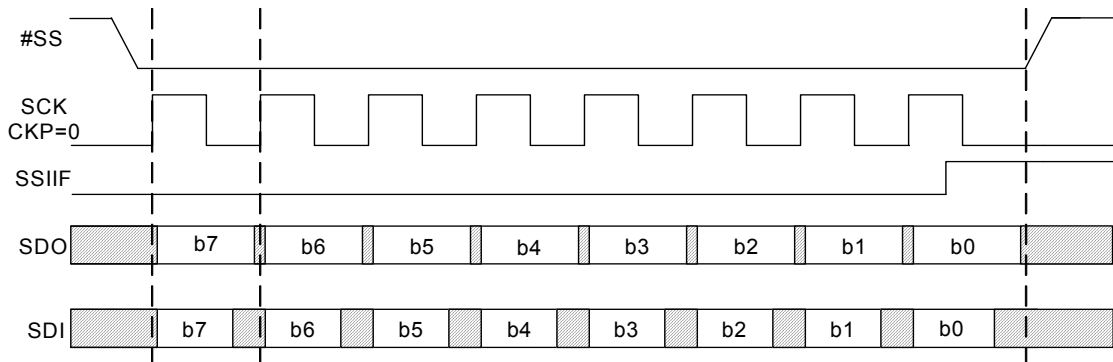 #SS
SCK
CKP=0
SSIIF
SDO b7 b6 b5 b4 b3 b2 b1 b0
SDI b7 b6 b5 b4 b3 b2 b1 b0